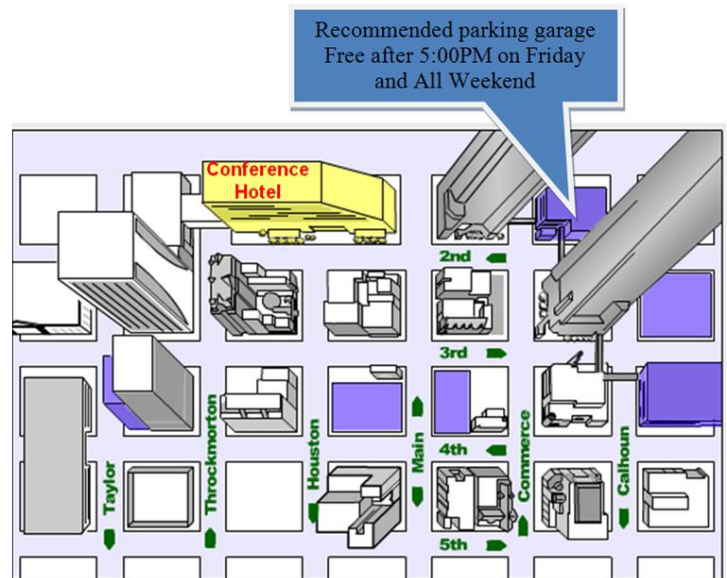 Recommended parking garage
Free after 5:00PM on Friday
and All Weekend
Conference
Hotel
2nd
3rd
4th
5th
Taylor
Throckmorton
Houston
Main
Commerce
Calhoun